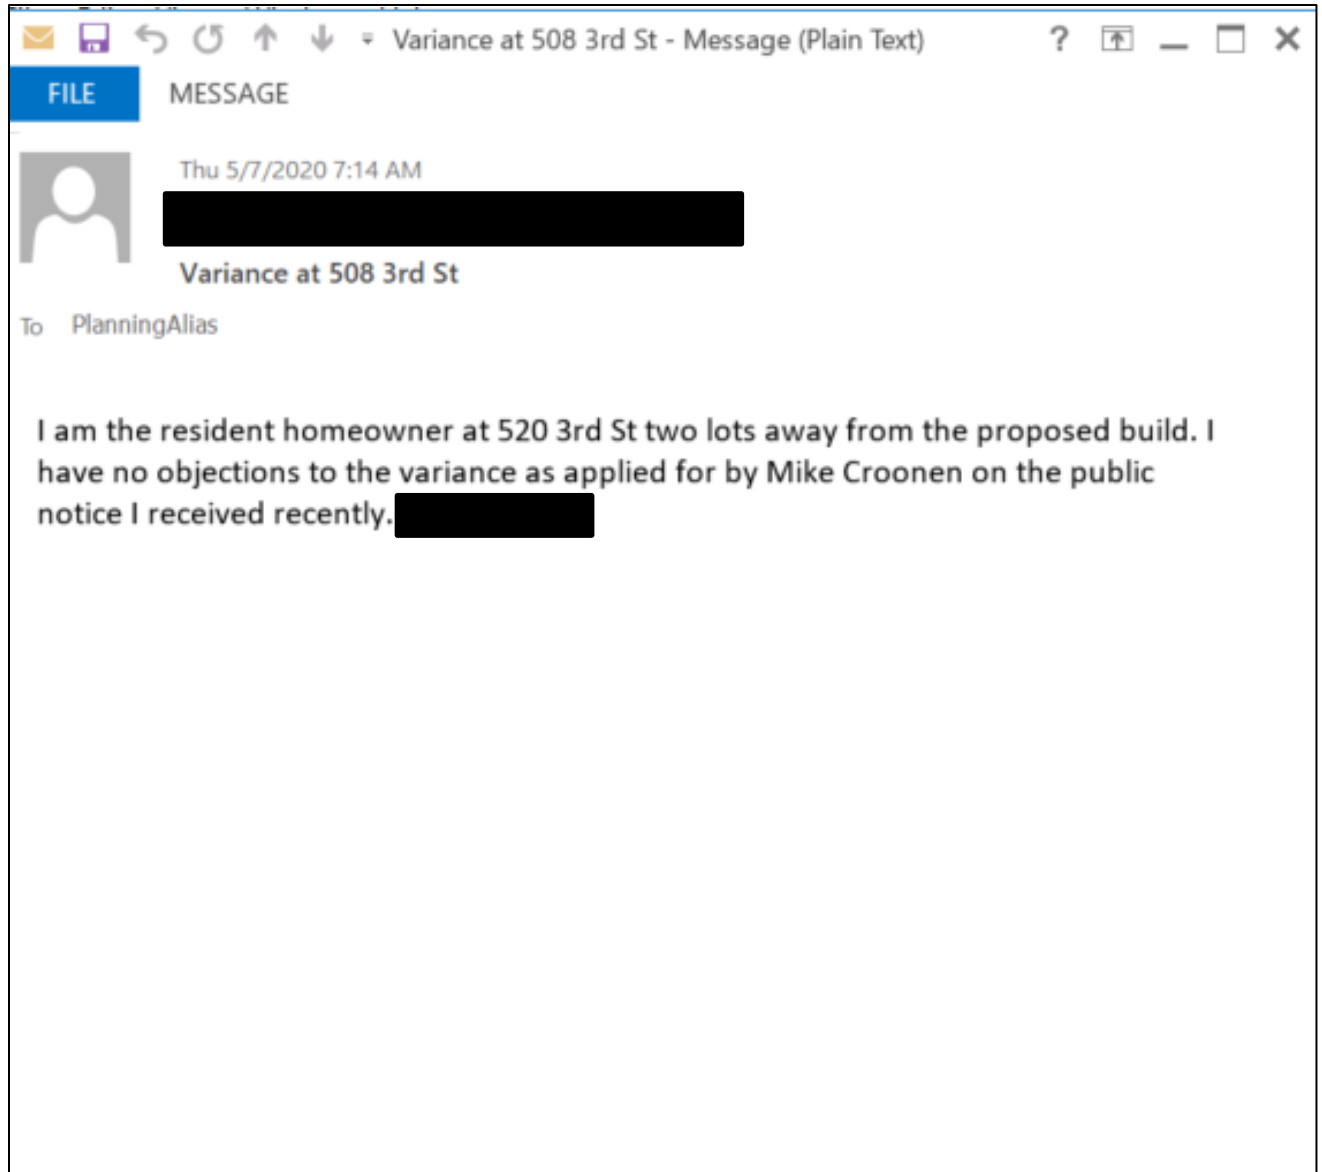 Variance at 508 3rd St - Message (Plain Text) ?
FILE MESSAGE
Thu 5/7/2020 7:14 AM
Variance at 508 3rd St
To PlanningAlias
I am the resident homeowner at 520 3rd St two lots away from the proposed build. I
have no objections to the variance as applied for by Mike Croonen on the public
notice I received recently.